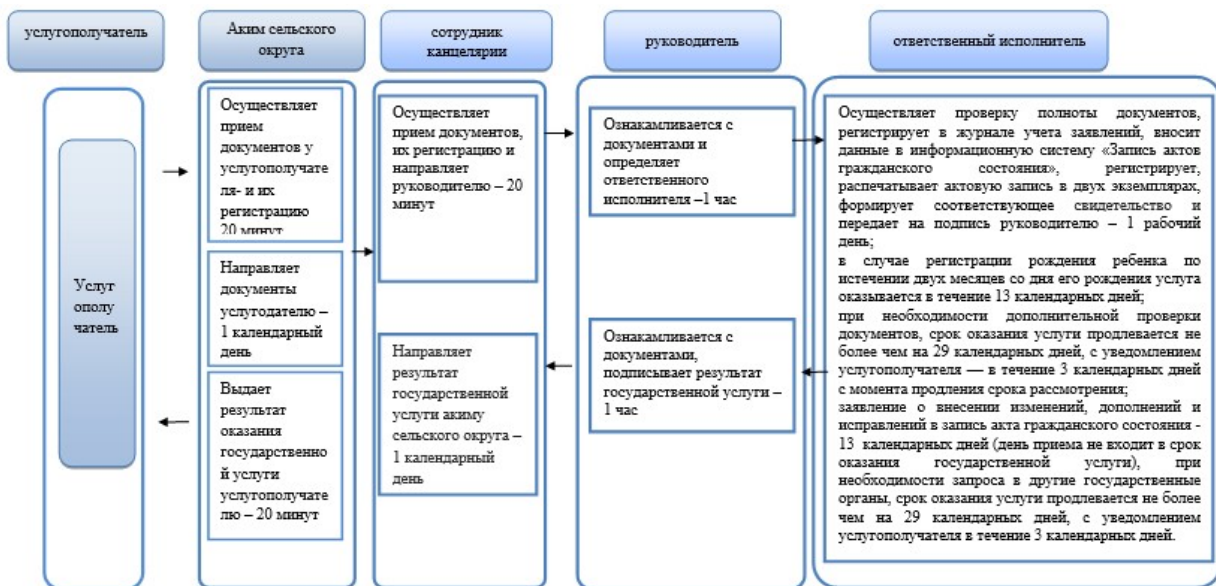 услугополучатель
Аким сельского
округа
сотрудник
канцелярии
руководитель
ответственный исполнитель
Услуг
ополу
чатель
Осуществляет
прием
документов у
услугополучате
ля- и их
регистрацию
20 минут
Направляет
документы
услугодателю –
1 календарный
день
Выдает
результат
оказания
государственно
й услуги
услугополучате
лю – 20 минут
Осуществляет
прием документов,
их регистрацию и
направляет
руководителю – 20
минут
Направляет
результат
государственной
услуги акиму
сельского округа –
1 календарный
день
Ознакамливается с
документами и
определяет
ответственного
исполнителя –1 час
Ознакамливается с
документами,
подписывает результат
государственной услуги –
1 час
Осуществляет проверку полноты документов,
регистрирует в журнале учета заявлений, вносит
данные в информационную систему «Запись актов
гражданского состояния», регистрирует,
распечатывает актовую запись в двух экземплярах,
формирует соответствующее свидетельство и
передает на подпись руководителю – 1 рабочий
день;
в случае регистрации рождения ребенка по
истечении двух месяцев со дня его рождения услуга
оказывается в течение 13 календарных дней;
при необходимости дополнительной проверки
документов, срок оказания услуги продлевается не
более чем на 29 календарных дней, с уведомлением
услугополучателя — в течение 3 календарных дней
с момента продления срока рассмотрения;
заявление о внесении изменений, дополнений и
исправлений в запись акта гражданского состояния -
13 календарных дней (день приема не входит в срок
оказания государственной услуги), при
необходимости запроса в другие государственные
органы, срок оказания услуги продлевается не более
чем на 29 календарных дней, с уведомлением
услугополучателя в течение 3 календарных дней.